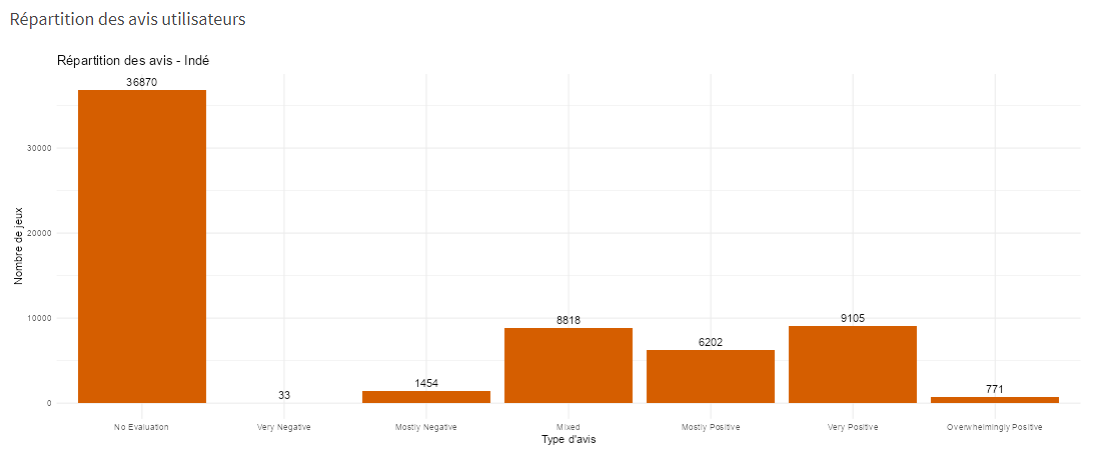 Répartition des avis utilisateurs
Répartition des avis - Indé
36870
33
1454
8818
6202
9105
771
30000
20000
10000
0
Nombre de jeux
No Evaluation
Very Negative
Mostly Negative
Mixed
Mostly Positive
Very Positive
Overwhelmingly Positive
Type d'avis